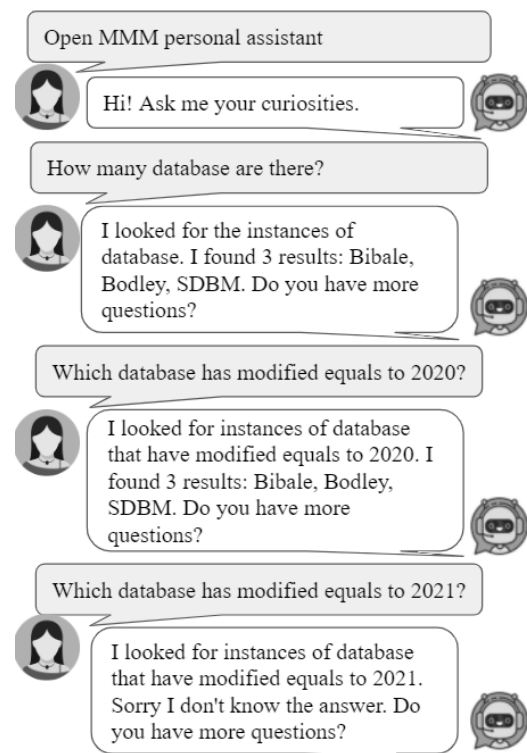 Open MMM personal assistant
Hi! Ask me your curiosities.
How many database are there?
I looked for the instances of
database. I found 3 results: Bibale,
Bodley, SDBM. Do you have more
questions?
Which database has modified equals to 2020?
I looked for instances of database
that have modified equals to 2020. I
found 3 results: Bibale, Bodley,
SDBM. Do you have more
questions?
Which database has modified equals to 2021?
I looked for instances of database
that have modified equals to 2021.
Sorry I don't know the answer. Do
you have more questions?